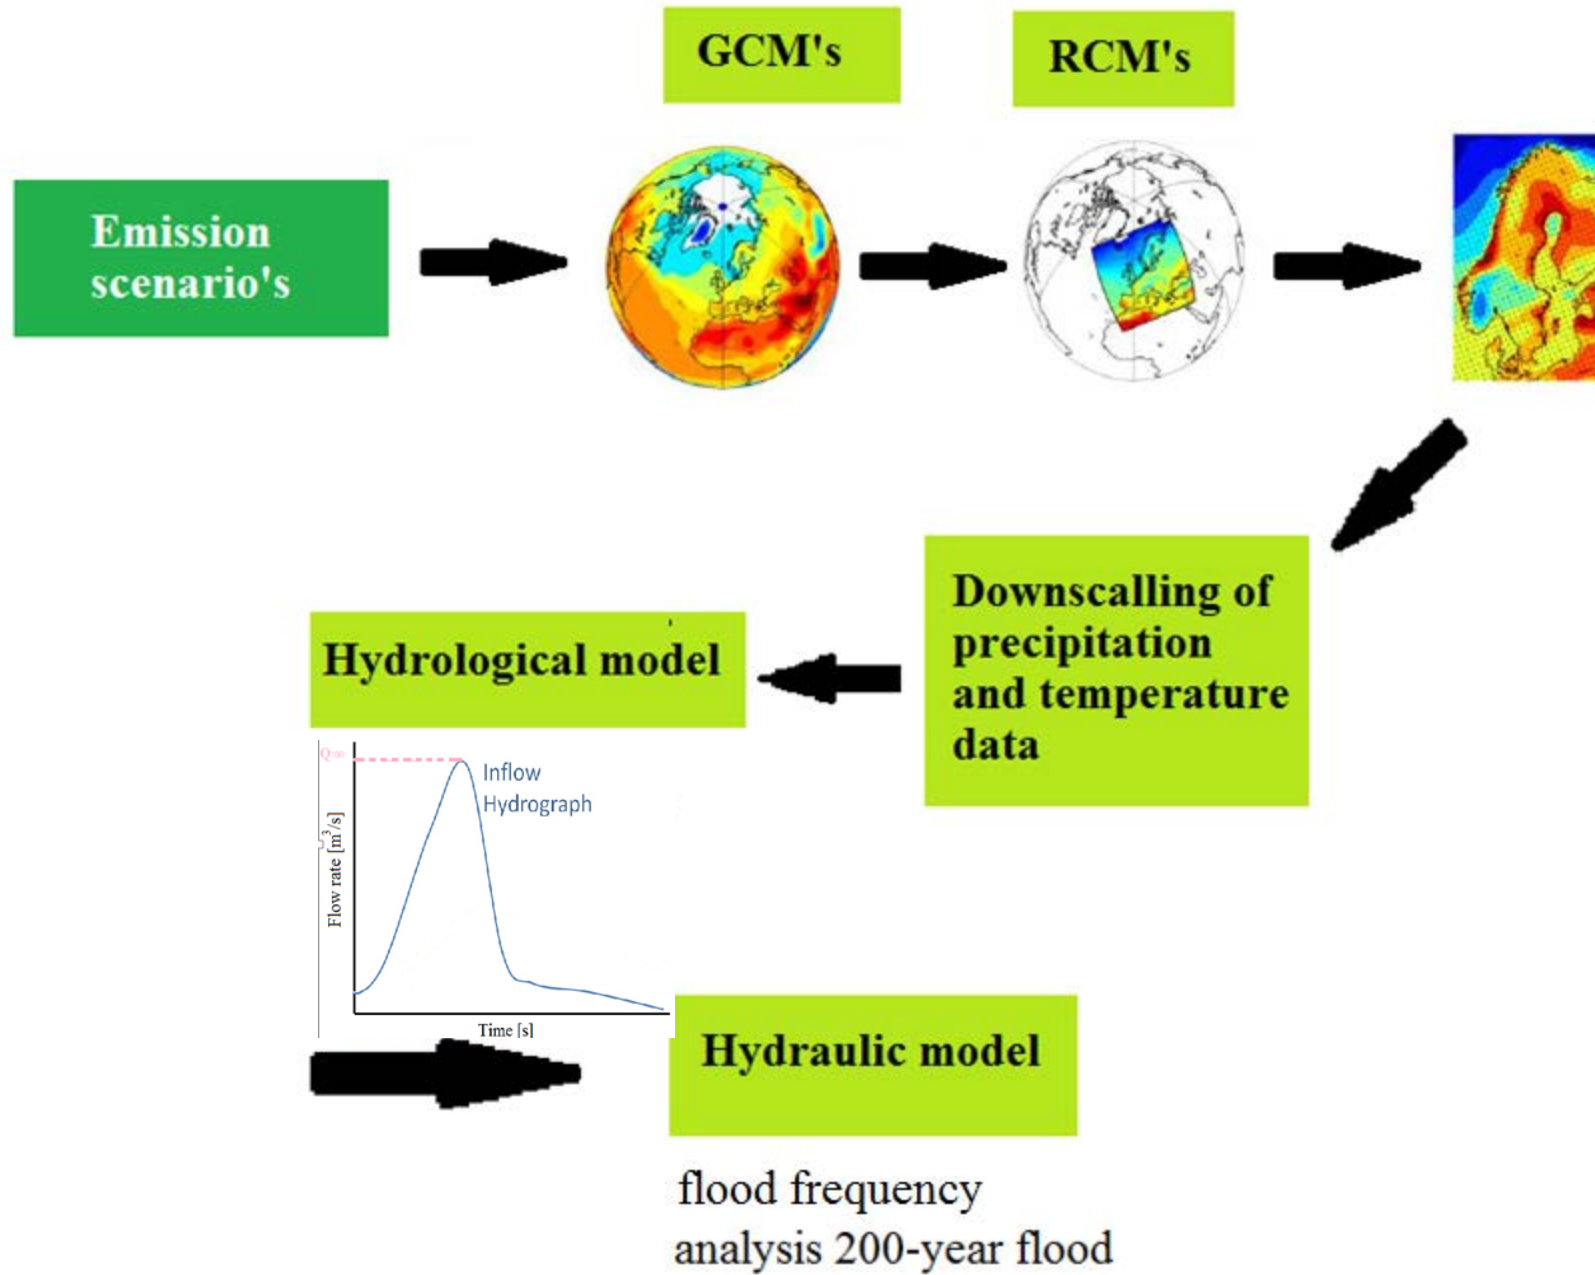 GCM's
RCM's
Emission
scenario's
Downscalling of
precipitation
and temperature
data
Hydrological model
Inflow
Hydrograph
Flow rate [m³/s]
Time [s]
Hydraulic model
flood frequency
analysis 200-year flood